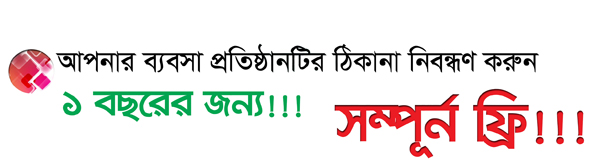 আপনার ব্যবসা প্রতিষ্ঠানটির ঠিকানা নিবন্ধণ করুন
১ বছরের জন্য!!!
সম্পূর্ন ফ্রি!!!